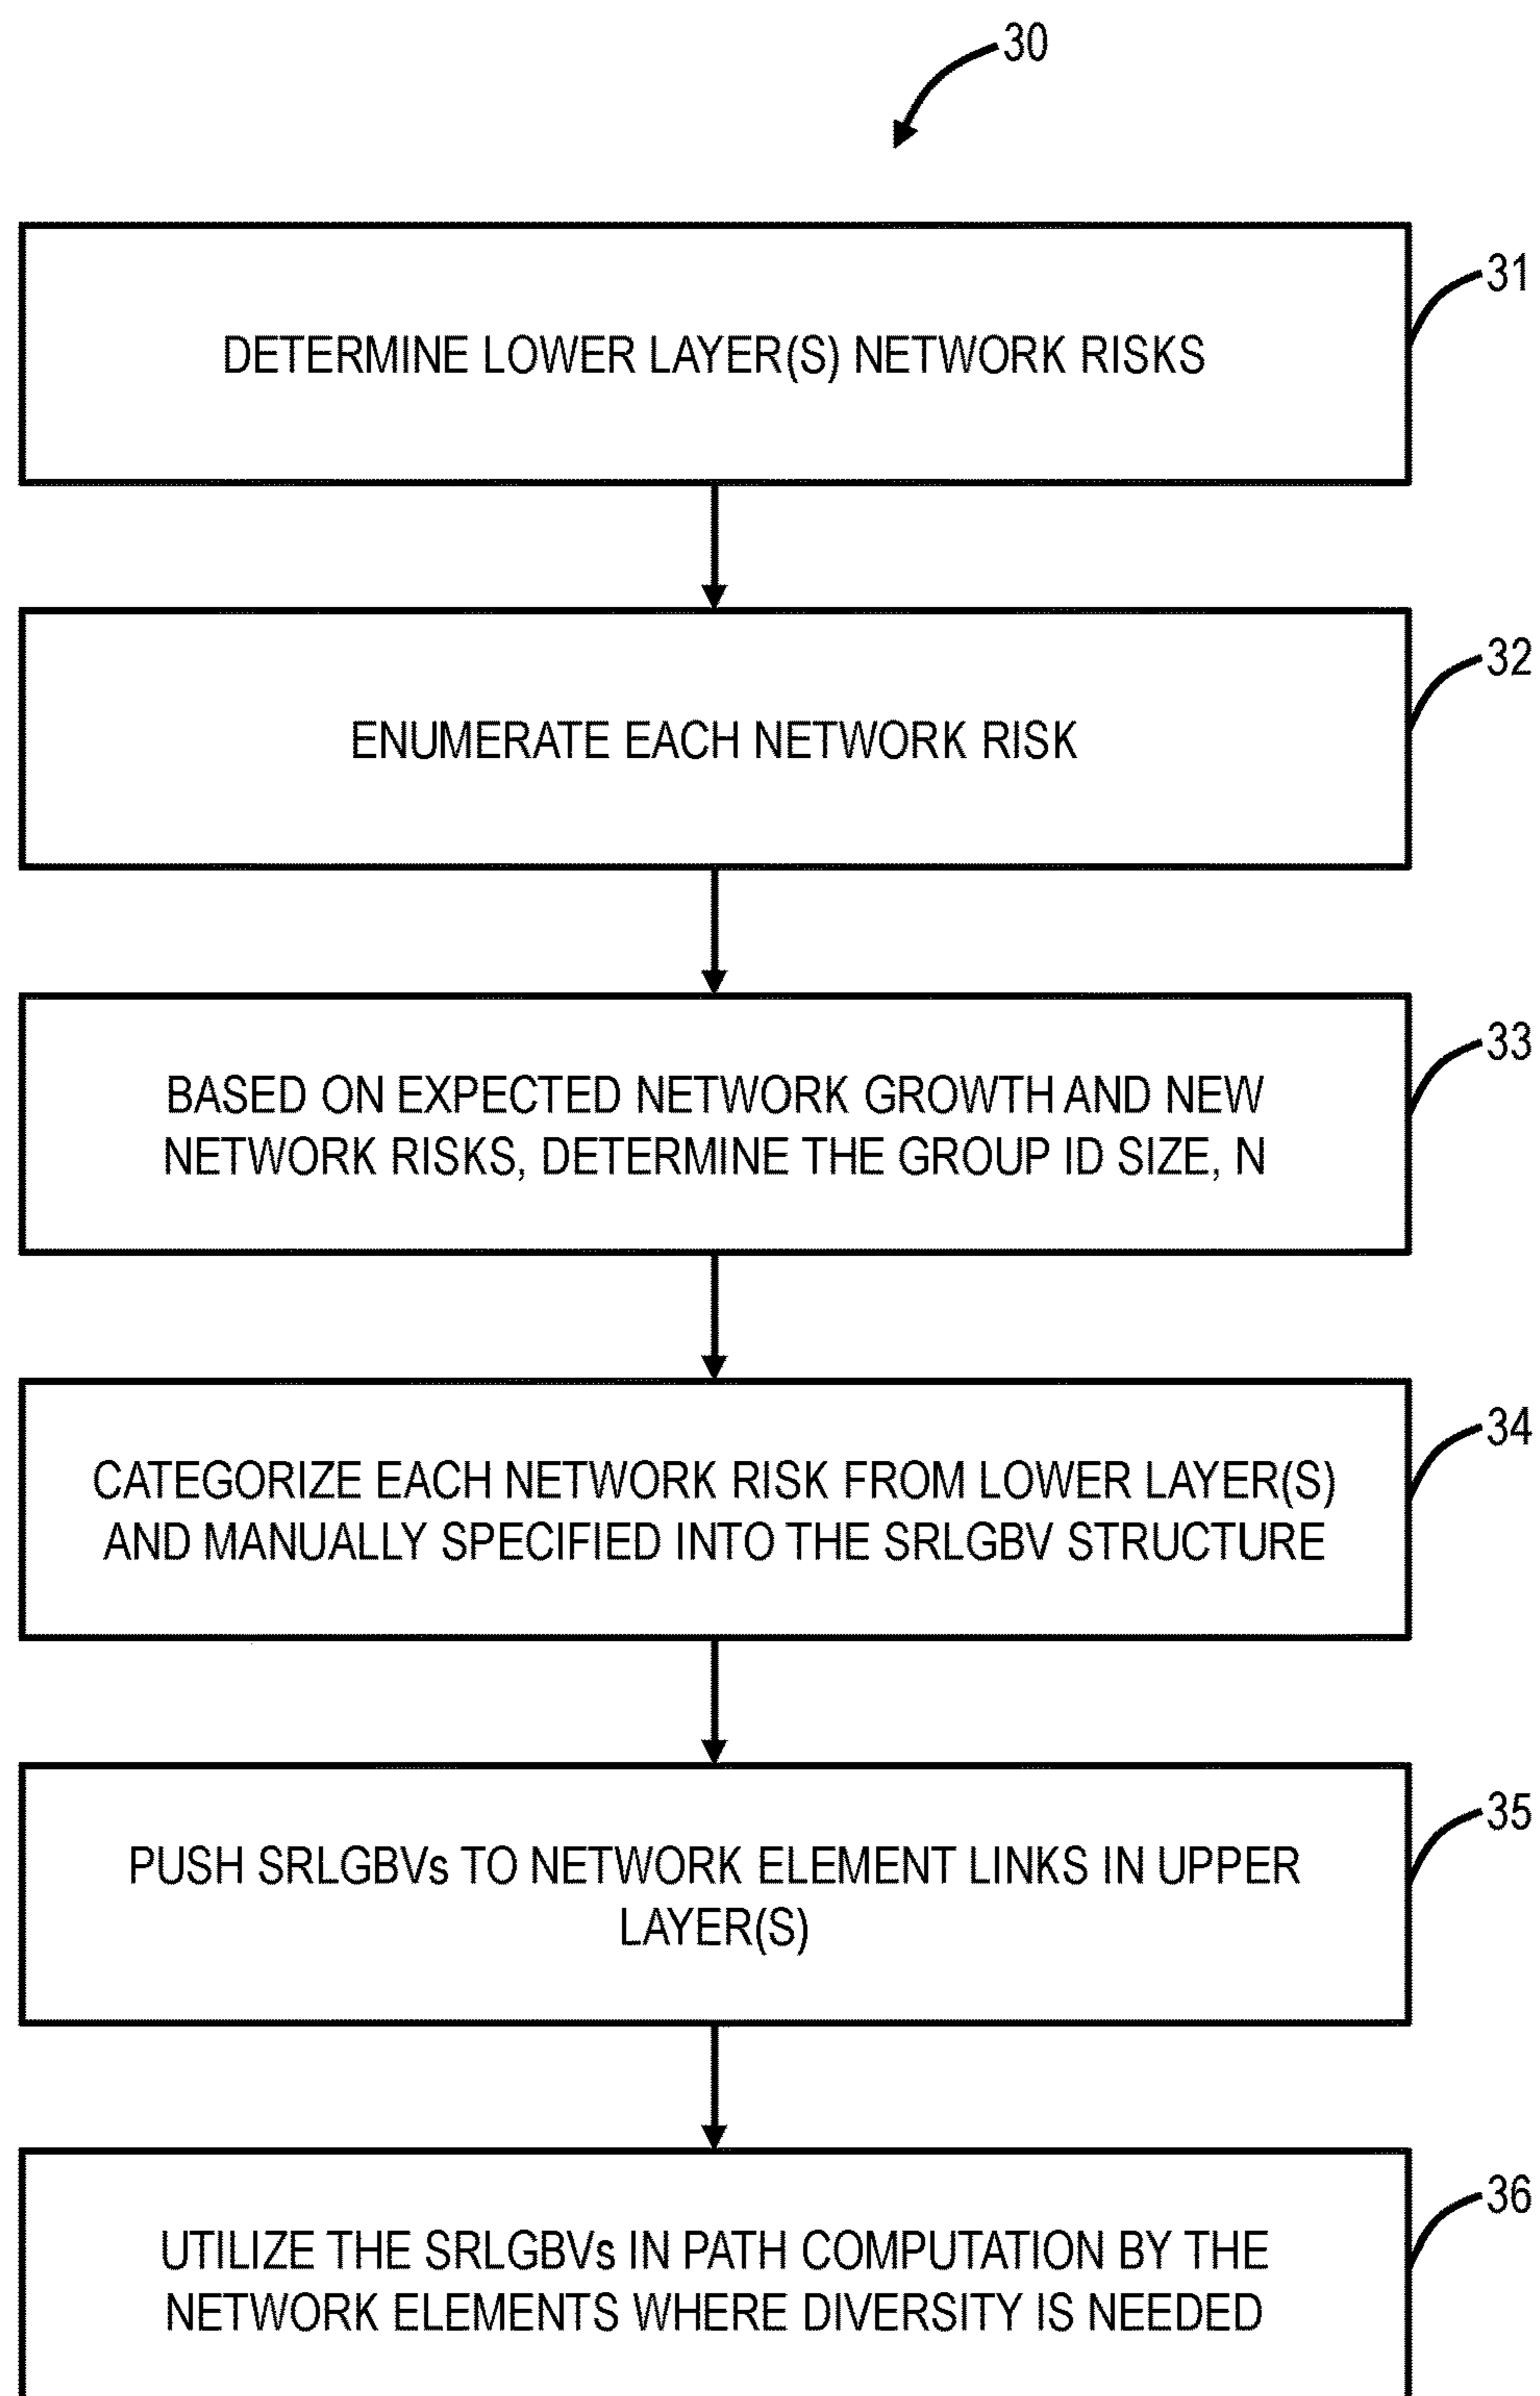 30
31
DETERMINE LOWER LAYER(S) NETWORK RISKS
32
ENUMERATE EACH NETWORK RISK
33
BASED ON EXPECTED NETWORK GROWTH AND NEW
NETWORK RISKS, DETERMINE THE GROUP ID SIZE, N
34
CATEGORIZE EACH NETWORK RISK FROM LOWER LAYER(S)
AND MANUALLY SPECIFIED INTO THE SRLGBV STRUCTURE
35
PUSH SRLGBVs TO NETWORK ELEMENT LINKS IN UPPER
LAYER(S)
36
UTILIZE THE SRLGBVs IN PATH COMPUTATION BY THE
NETWORK ELEMENTS WHERE DIVERSITY IS NEEDED